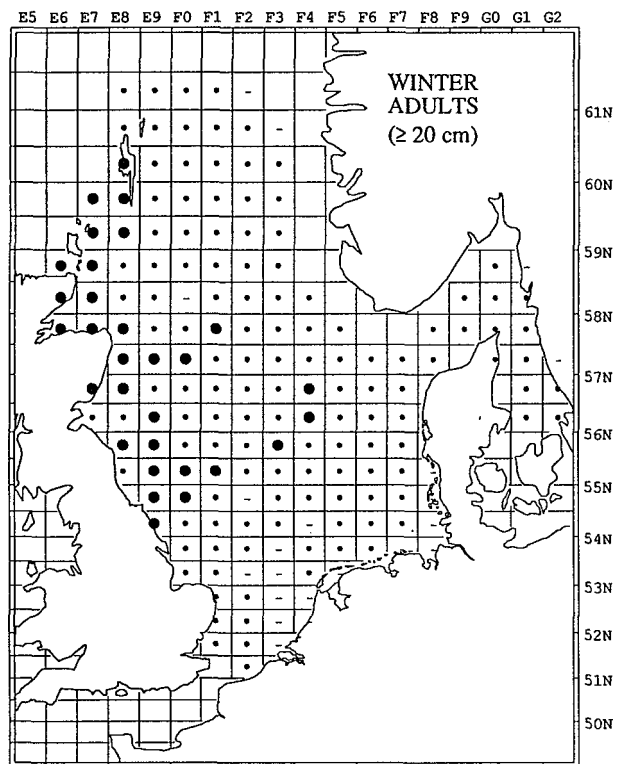 E5 E6 E7 E8 E9 F0 F1 F2 F3 F4 F5 F6 F7 F8 F9 G0 G1 G2
WINTER
ADULTS
(≥ 20 cm)
61N
60N
59N
58N
57N
56N
55N
54N
53N
52N
51N
50N